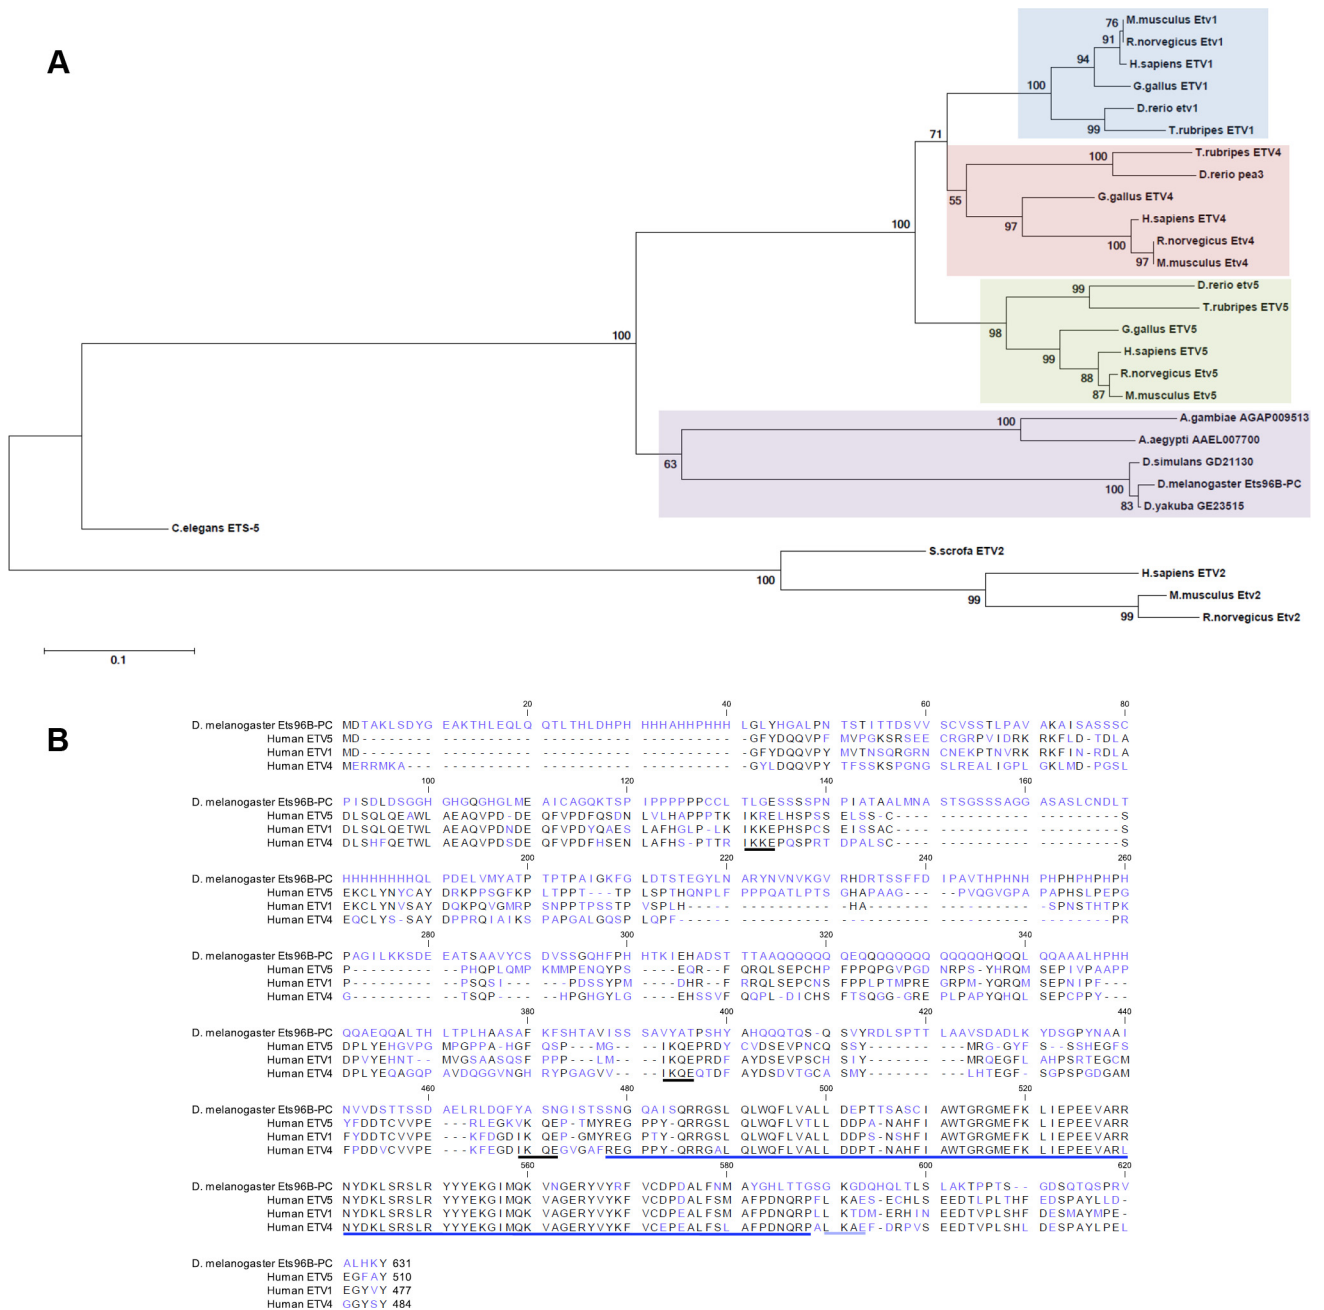 A
76 M.musculus Etv1
91 R.norvegicus Etv1
94 H.sapiens ETV1
100 G.gallus ETV1
D.rerio etv1
99 T.rubripes ETV1
71
100 T.rubripes ETV4
D.rerio pea3
55 G.gallus ETV4
97 H.sapiens ETV4
100 R.norvegicus Etv4
97 M.musculus Etv4
100
99 D.rerio etv5
T.rubripes ETV5
98 G.gallus ETV5
99 H.sapiens ETV5
88 R.norvegicus Etv5
87 M.musculus Etv5
100
100 A.gambiae AGAP009513
A.aegypti AAEL007700
63 D.simulans GD21130
100 D.melanogaster Ets96B-PC
83 D.yakuba GE23515
C.elegans ETS-5
S.scrofa ETV2
100 H.sapiens ETV2
99 M.musculus Etv2
99 R.norvegicus Etv2
0.1
B
20 40 60 80
D. melanogaster Ets96B-PC MDTAKLSDYG EAKTHLEQLQ QTLTHLDHPH HHHAHHPHHH LGLYHGALPN TSTITTDSVV SCVSSTLPAV AKAISASSSC
Human ETV5 MD-------- ---------- ---------- ---------- -GFYDQQVPF MVPGKSRSEE CRGRPVIDRK RKFLD-TDLA
Human ETV1 MD-------- ---------- ---------- ---------- -GFYDQQVPY MVTNSQRGRN CNEKPTNVRK RKFIN-RDLA
Human ETV4 MERRMKA--- ---------- ---------- ---------- -GYLDQQVPY TFSSKSPGNG SLREALIGPL GKLMD-PGSL
100 120 140 160
D. melanogaster Ets96B-PC PISDLDSGGH GHGQGHGLME AICAGQKTSP IPPPPPPCCL TLGESSSSPN PIATAALMNA STSGSSSAGG ASASLCNDLT
Human ETV5 DLSQLQEAWL AEAQVPD-DE QFVPDFQSDN LVLHAPPPTK IKRELHSPSS ELSS-C---- ---------- ---------S
Human ETV1 DLSQLQETWL AEAQVPDNDE QFVPDYQAES LAFHGLP-LK IKKEPHSPCS EISSAC---- ---------- ---------S
Human ETV4 DLSHFQETWL AEAQVPDSDE QFVPDFHSEN LAFHS-PTTR IKKEPQSPRT DPALSC---- ---------- ---------S
200 220 240 260
D. melanogaster Ets96B-PC HHHHHHHHQL PDELVMYATP TPTPAIGKFG LDTSTEGYLN ARYNVNVKGV RHDRTSSFFD IPAVTHPHNH PHPHPHPHPH
Human ETV5 EKCLYNYCAY DRKPPSGFKP LTPPT---TP LSPTHQNPLF PPPQATLPTS GHAPAAG--- --PVQGVGPA PAPHSLPEPG
Human ETV1 EKCLYNVSAY DQKPQVGMRP SNPPTPSSTP VSPLH----- ---------- -HA------- ---------- -SPNSTHTPK
Human ETV4 EQCLYS-SAY DPPRQIAIKS PAPGALGQSP LQPF------ ---------- ---------- ---------- --------PR
280 300 320 340
D. melanogaster Ets96B-PC PAGILKKSDE EATSAAVYCS DVSSGQHFPH HTKIEHADST TTAAQQQQQQ QEQQQQQQQQ QQQQQHQQQL QQAAALHPHH
Human ETV5 P--------- --PHQPLQMP KMMPENQYPS ----EQR--F QRQLSEPCHP FPPQPGVPGD NRPS-YHRQM SEPIVPAAPP
Human ETV1 P--------- --PSQSI--- --PDSSYPM- ---DHR--F RRQLSEPCNS FPPLPTMPRE GRPM-YQRQM SEPNIPF---
Human ETV4 G--------- --TSQP---- --HPGHGYLG ----EHSSVF QQPL-DICHS FTSQGG-GRE PLPAPYQHQL SEPCPPY---
380 400 420 440
D. melanogaster Ets96B-PC QQAEQQALTH LTPLHAASAF KFSHTAVISS SAVYATPSHY AHQQQTQS-Q SVYRDLSPTT LAAVSDADLK YDSGPYNAAI
Human ETV5 DPLYEHGVPG MPGPPA-HGF QSP---MG-- --IKQEPRDY CVDSEVPNCQ SSY------- ----MRG-GYF S--SSHEGFS
Human ETV1 DPVYEHNT-- MVGSAASQSF PPP---LM-- --IKQEPRDF AYDSEVPSCH SIY------- ----MRQEGFL AHPSRTEGCM
Human ETV4 DPLYEQAGQP AVDQGGVNGH RYPGAGVV-- --IKQEQTDF AYDSDVTGCA SMY------- ----LHTEGF- SGPSPGDGAM
460 480 500 520
D. melanogaster Ets96B-PC NVVDSTTSSD AELRLDQFYA SNGISTSSNG QAISQRRGSL QLWQFLVALL DEPTTSASCI AWTGRGMEFK LIEPEEVARR
Human ETV5 YFDDTCVVPE ---RLEGKVK QEP-TMYREG PPYQ-RRGSL QLWQFLVTLL DDPA-NAHFI AWTGRGMEFK LIEPEEVARR
Human ETV1 FYDDTCVVPE ---KFDGDIK QEP-GMYREG PTYQ-RRGSL QLWQFLVALL DDPS-NSHFI AWTGRGMEFK LIEPEEVARR
Human ETV4 FPDDVCVVPE ---KFEGDIK QEGVGAFREG PPYQ-RRGAL QLWQFLVALL DDPT-NAHFI AWTGRGMEFK LIEPEEVARL
560 580 600 620
D. melanogaster Ets96B-PC NYDKLSRSLR YYYEKGIMQK VNGERYVYRF VCDPDALFNM AYGHLTTGSG KGDQHQLTLS LAKTPPTS-- GDSQTQSPRV
Human ETV5 NYDKLSRSLR YYYEKGIMQK VAGERYVYKF VCDPDALFSM AFPDNQRPFL KAES-ECHLS EEDTLPLTHF EDSPAYLLD-
Human ETV1 NYDKLSRSLR YYYEKGIMQK VAGERYVYKF VCDPEALFSM AFPDNQRPLL KTDM-ERHIN EEDTVPLSHF DESMAYMPE-
Human ETV4 NYDKLSRSLR YYYEKGIMQK VAGERYVYKF VCEPEALFSL AFPDNQRPAL KAEF-DRPVS EEDTVPLSHL DESPAYLPEL
D. melanogaster Ets96B-PC ALHKY 631
Human ETV5 EGFAY 510
Human ETV1 EGYVY 477
Human ETV4 GGYSY 484